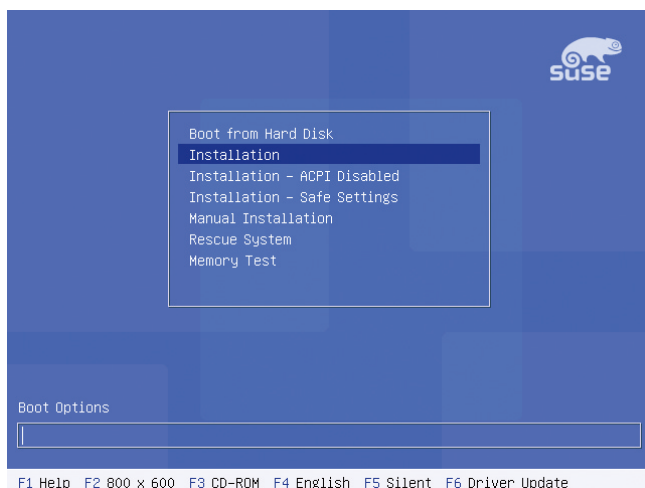 SUSE
Boot from Hard Disk
Installation
Installation – ACPI Disabled
Installation – Safe Settings
Manual Installation
Rescue System
Memory Test
Boot Options
F1 Help F2 800 x 600 F3 CD-ROM F4 English F5 Silent F6 Driver Update